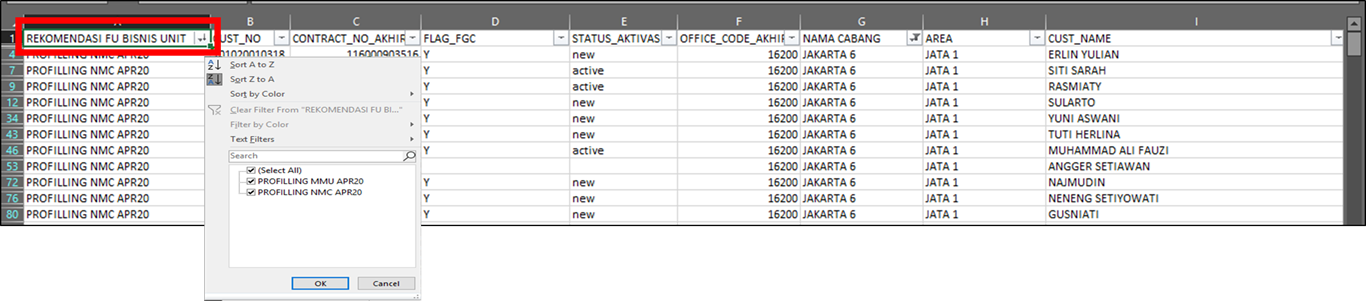 A B C D E F G H I
1 REKOMENDASI FU BISNIS UNIT CUST_NO CONTRACT_NO_AKHIR FLAG_FGC STATUS_AKTIVAS OFFICE_CODE_AKHIR NAMA CABANG AREA CUST_NAME
4 PROFILLING NMC APR20 01020010318 116000903516 Y new 16200 JAKARTA 6 JATA 1 ERLIN YULIAN
7 PROFILLING NMC APR20 Y active 16200 JAKARTA 6 JATA 1 SITI SARAH
9 PROFILLING NMC APR20 Y active 16200 JAKARTA 6 JATA 1 RASMIATY
12 PROFILLING NMC APR20 Y new 16200 JAKARTA 6 JATA 1 SULARTO
34 PROFILLING NMC APR20 Y new 16200 JAKARTA 6 JATA 1 YUNI ASWANI
43 PROFILLING NMC APR20 Y new 16200 JAKARTA 6 JATA 1 TUTI HERLINA
46 PROFILLING NMC APR20 Y active 16200 JAKARTA 6 JATA 1 MUHAMMAD ALI FAUZI
53 PROFILLING NMC APR20 16200 JAKARTA 6 JATA 1 ANGGER SETIAWAN
72 PROFILLING NMC APR20 Y new 16200 JAKARTA 6 JATA 1 NAJMUDIN
76 PROFILLING NMC APR20 Y new 16200 JAKARTA 6 JATA 1 NENENG SETIYOWATI
80 PROFILLING NMC APR20 Y new 16200 JAKARTA 6 JATA 1 GUSNIATI
Sort A to Z
Sort Z to A
Sort by Color
Clear Filter From "REKOMENDASI FU BI..."
Filter by Color
Text Filters
Search
(Select All)
PROFILLING MMU APR20
PROFILLING NMC APR20
OK Cancel